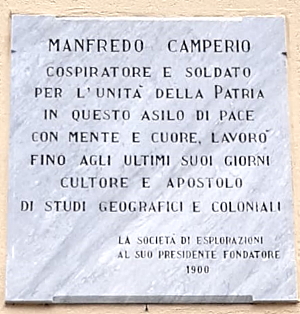 MANFREDO CAMPERIO
COSPIRATORE E SOLDATO
PER L'UNITÀ DELLA PATRIA
IN QUESTO ASILO DI PACE
CON MENTE E CUORE, LAVORÒ
FINO AGLI ULTIMI SUOI GIORNI
CULTORE E APOSTOLO
DI STUDI GEOGRAFICI E COLONIALI
LA SOCIETÀ DI ESPLORAZIONI
AL SUO PRESIDENTE FONDATORE
1900